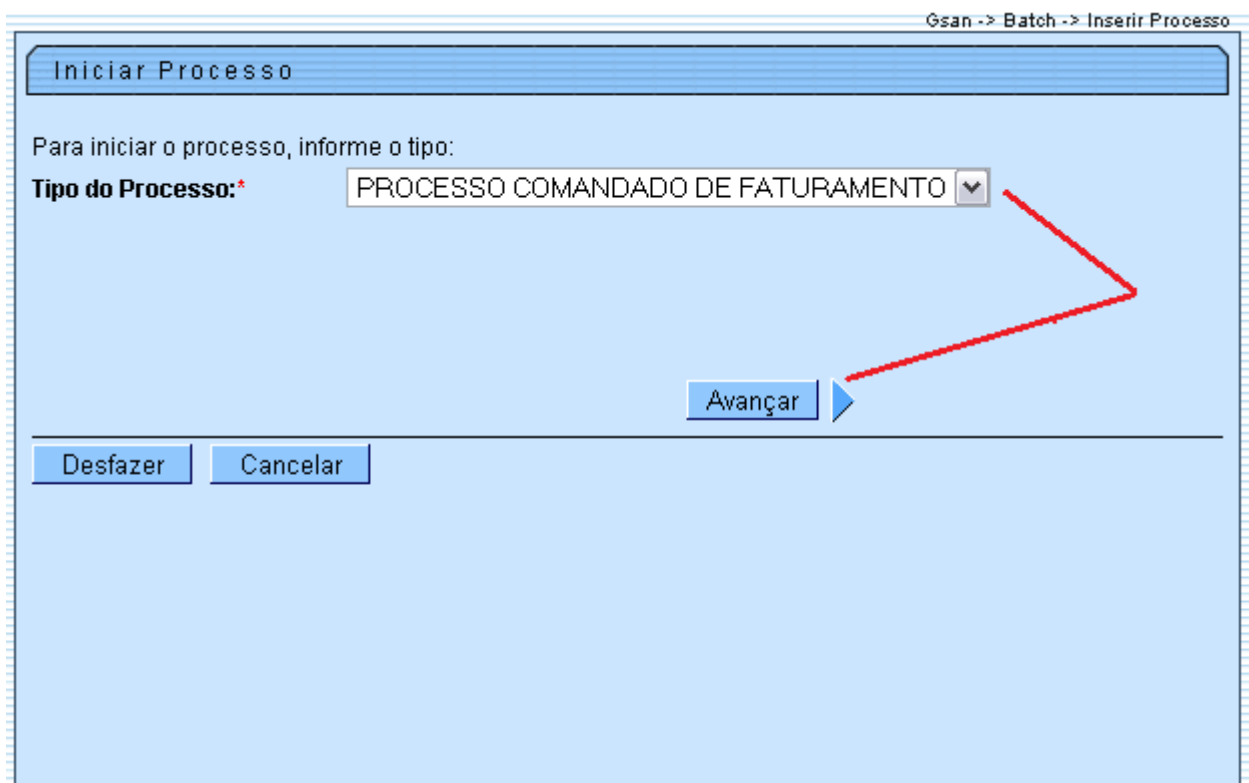 Gsan -> Batch -> Inserir Processo
Iniciar Processo
Para iniciar o processo, informe o tipo:
Tipo do Processo:* PROCESSO COMANDADO DE FATURAMENTO
Avançar
Desfazer Cancelar